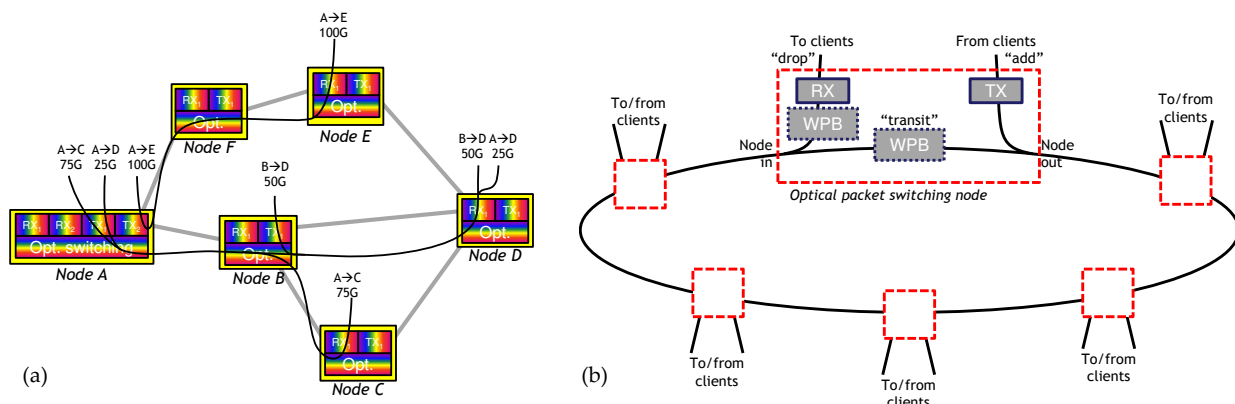 A→E
100G
RX1
TX1
Opt.
Node E
RX1
TX1
Opt.
Node F
A→C
75G
A→D
25G
A→E
100G
RX1
RX2
TX2
Opt. switching
Node A
B→D
50G
RX1
TX1
Opt.
Node B
B→D
50G
A→D
25G
RX1
TX1
Opt.
Node D
A→C
75G
RX1
TX1
Opt.
Node C
(a)
To clients
“drop”
From clients
“add”
RX
TX
WPB
“transit”
WPB
Node
in
Node
out
Optical packet switching node
To/from
clients
To/from
clients
To/from
clients
To/from
clients
To/from
clients
(b)